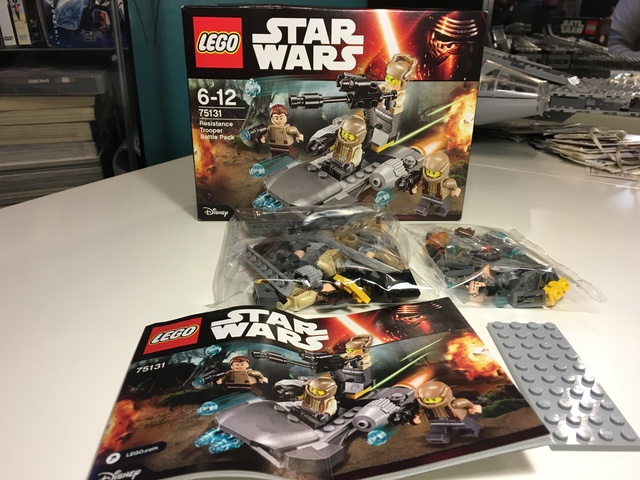 LEGO
STAR
WARS
6-12
75131
Resistance
Trooper
Battle Pack
Disney
LEGO
STAR
WARS
75131
LEGO.com
Disney